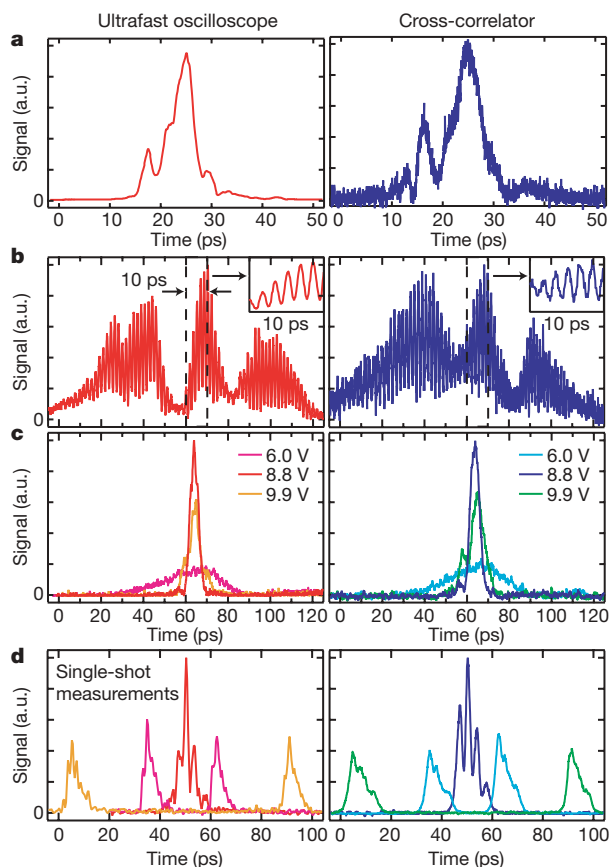 Ultrafast oscilloscope
Cross-correlator
a
Signal (a.u.)
0
0 10 20 30 40 50
0 10 20 30 40 50
Time (ps)
Time (ps)
b
Signal (a.u.)
10 ps
10 ps
10 ps
0
c
Signal (a.u.)
6.0 V
8.8 V
9.9 V
6.0 V
8.8 V
9.9 V
0
0 20 40 60 80 100 120
0 20 40 60 80 100 120
Time (ps)
Time (ps)
d
Single-shot
measurements
Signal (a.u.)
0
0 20 40 60 80 100
0 20 40 60 80 100
Time (ps)
Time (ps)